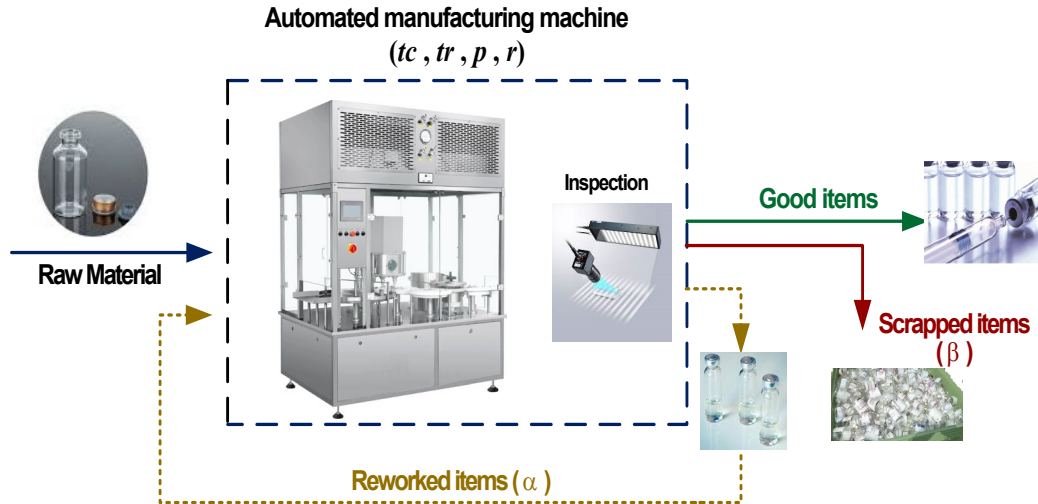 Automated manufacturing machine
(tc , tr , p , r)
Inspection
Good items
Raw Material
Scrapped items
(β)
Reworked items (α)